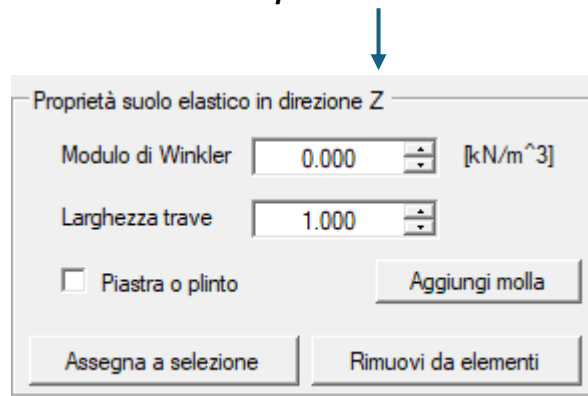 Proprietà suolo elastico in direzione Z
Modulo di Winkler 0.000 [kN/m^3]
Larghezza trave 1.000
Piastra o plinto Aggiungi molla
Assegna a selezione Rimuovi da elementi